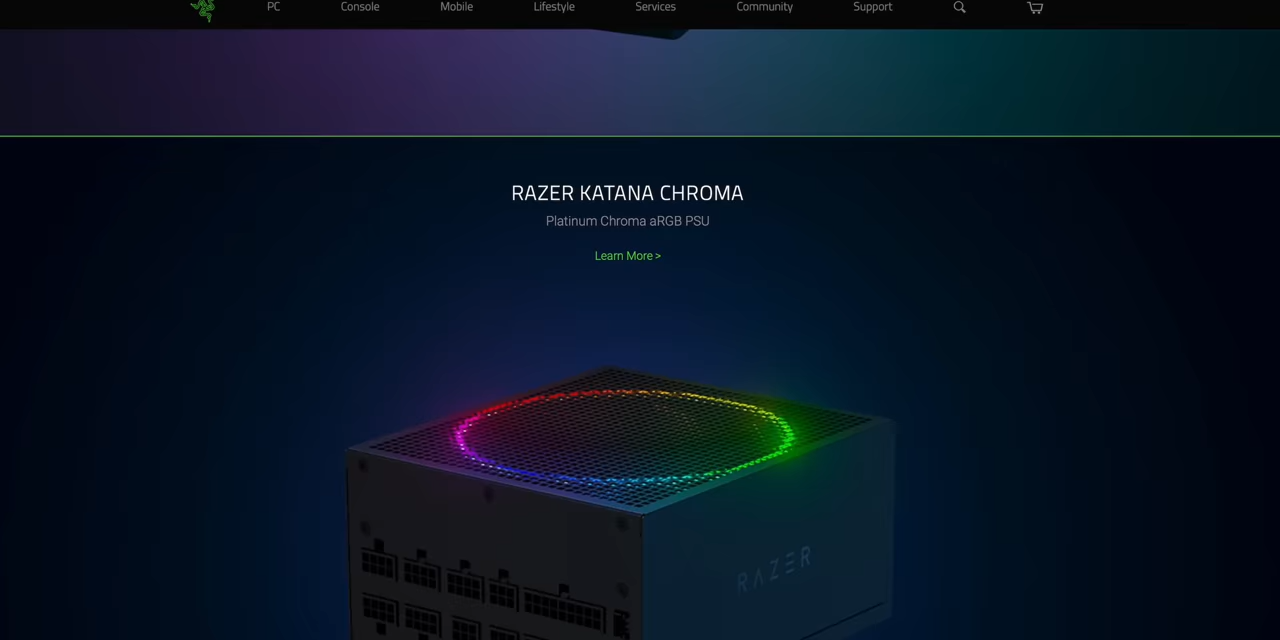 PC
Console
Mobile
Lifestyle
Services
Community
Support
RAZER KATANA CHROMA
Platinum Chroma aRGB PSU
Learn More >
RAZER